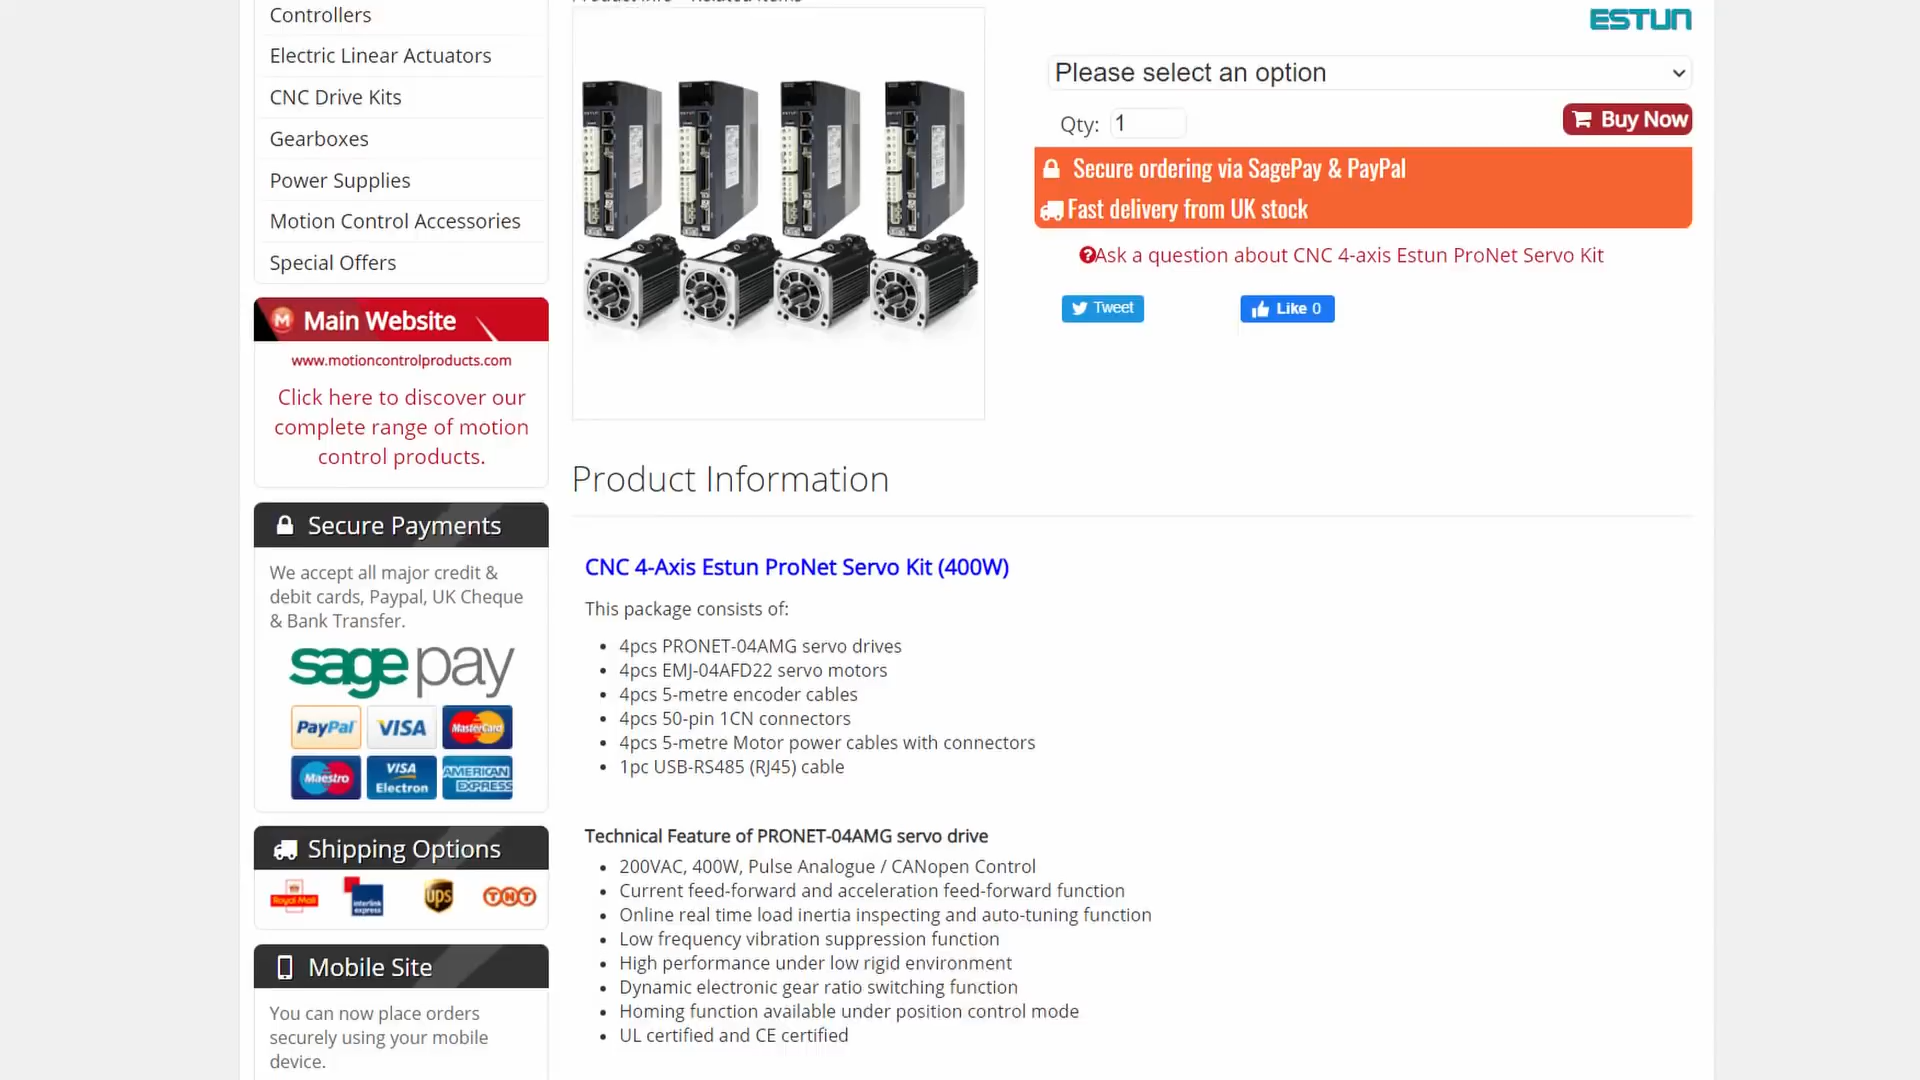 Controllers
Electric Linear Actuators
CNC Drive Kits
Gearboxes
Power Supplies
Motion Control Accessories
Special Offers
M Main Website
www.motioncontrolproducts.com
Click here to discover our
complete range of motion
control products.
Secure Payments
We accept all major credit &
debit cards, Paypal, UK Cheque
& Bank Transfer.
sage pay
PayPal VISA MasterCard
Maestro VISA Electron AMERICAN EXPRESS
Shipping Options
Royal Mail interlink express ups TNT
Mobile Site
You can now place orders
securely using your mobile
device.
ESTUN
Please select an option
Qty: 1
Buy Now
Secure ordering via SagePay & PayPal
Fast delivery from UK stock
Ask a question about CNC 4-axis Estun ProNet Servo Kit
Tweet
Like 0
Product Information
CNC 4-Axis Estun ProNet Servo Kit (400W)
This package consists of:
4pcs PRONET-04AMG servo drives
4pcs EMJ-04AFD22 servo motors
4pcs 5-metre encoder cables
4pcs 50-pin 1CN connectors
4pcs 5-metre Motor power cables with connectors
1pc USB-RS485 (RJ45) cable
Technical Feature of PRONET-04AMG servo drive
200VAC, 400W, Pulse Analogue / CANopen Control
Current feed-forward and acceleration feed-forward function
Online real time load inertia inspecting and auto-tuning function
Low frequency vibration suppression function
High performance under low rigid environment
Dynamic electronic gear ratio switching function
Homing function available under position control mode
UL certified and CE certified